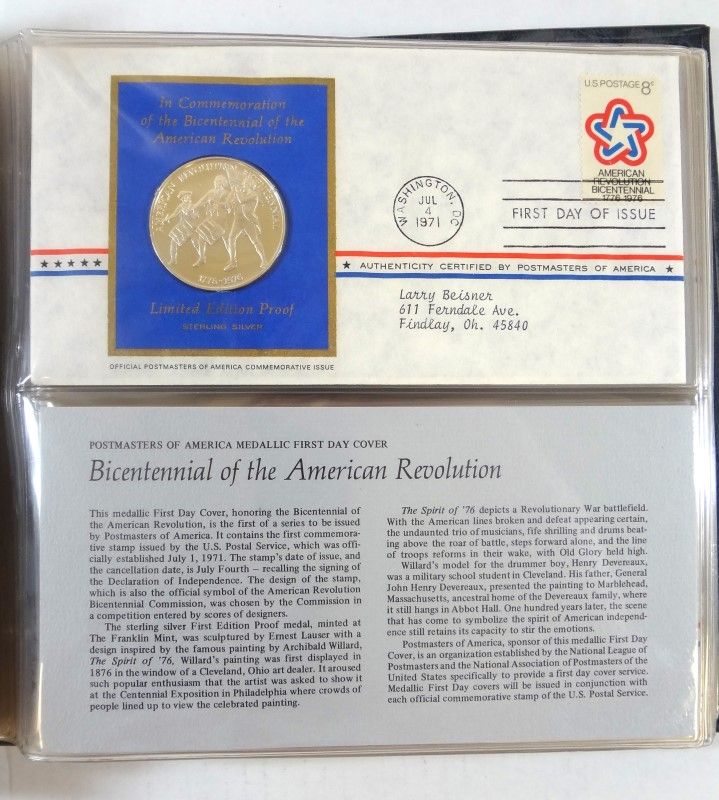 In Commemoration
of the Bicentennial of the
American Revolution
AMERICAN REVOLUTION BICENTENNIAL
1776-1976
Limited Edition Proof
STERLING SILVER
OFFICIAL POSTMASTERS OF AMERICA COMMEMORATIVE ISSUE
U.S. POSTAGE 8c
AMERICAN
REVOLUTION
BICENTENNIAL
1776-1976
WASHINGTON, DC
JUL
4
1971
FIRST DAY OF ISSUE
★ ★ ★ ★ ★ ★ AUTHENTICITY CERTIFIED BY POSTMASTERS OF AMERICA ★
Larry Beisner
611 Ferndale Ave.
Findlay, Oh. 45840
POSTMASTERS OF AMERICA MEDALLIC FIRST DAY COVER
Bicentennial of the American Revolution
This medallic First Day Cover, honoring the Bicentennial of
the American Revolution, is the first of a series to be issued
by Postmasters of America. It contains the first commemora-
tive stamp issued by the U.S. Postal Service, which was offi-
cially established July 1, 1971. The stamp's date of issue, and
the cancellation date, is July Fourth – recalling the signing of
the Declaration of Independence. The design of the stamp,
which is also the official symbol of the American Revolution
Bicentennial Commission, was chosen by the Commission in
a competition entered by scores of designers.
The sterling silver First Edition Proof medal, minted at
The Franklin Mint, was sculptured by Ernest Lauser with a
design inspired by the famous painting by Archibald Willard,
The Spirit of '76. Willard's painting was first displayed in
1876 in the window of a Cleveland, Ohio art dealer. It aroused
such popular enthusiasm that the artist was asked to show it
at the Centennial Exposition in Philadelphia where crowds of
people lined up to view the celebrated painting.
The Spirit of '76 depicts a Revolutionary War battlefield.
With the American lines broken and defeat appearing certain,
the undaunted trio of musicians, fife shrilling and drums beat-
ing above the roar of battle, steps forward alone, and the line
of troops reforms in their wake, with Old Glory held high.
Willard's model for the drummer boy, Henry Devereaux,
was a military school student in Cleveland. His father, General
John Henry Devereaux, presented the painting to Marblehead,
Massachusetts, ancestral home of the Devereaux family, where
it still hangs in Abbot Hall. One hundred years later, the scene
that has come to symbolize the spirit of American independ-
ence still retains its capacity to stir the emotions.
Postmasters of America, sponsor of this medallic First Day
Cover, is an organization established by the National League of
Postmasters and the National Association of Postmasters of the
United States specifically to provide a first day cover service.
Medallic First Day covers will be issued in conjunction with
each official commemorative stamp of the U.S. Postal Service.